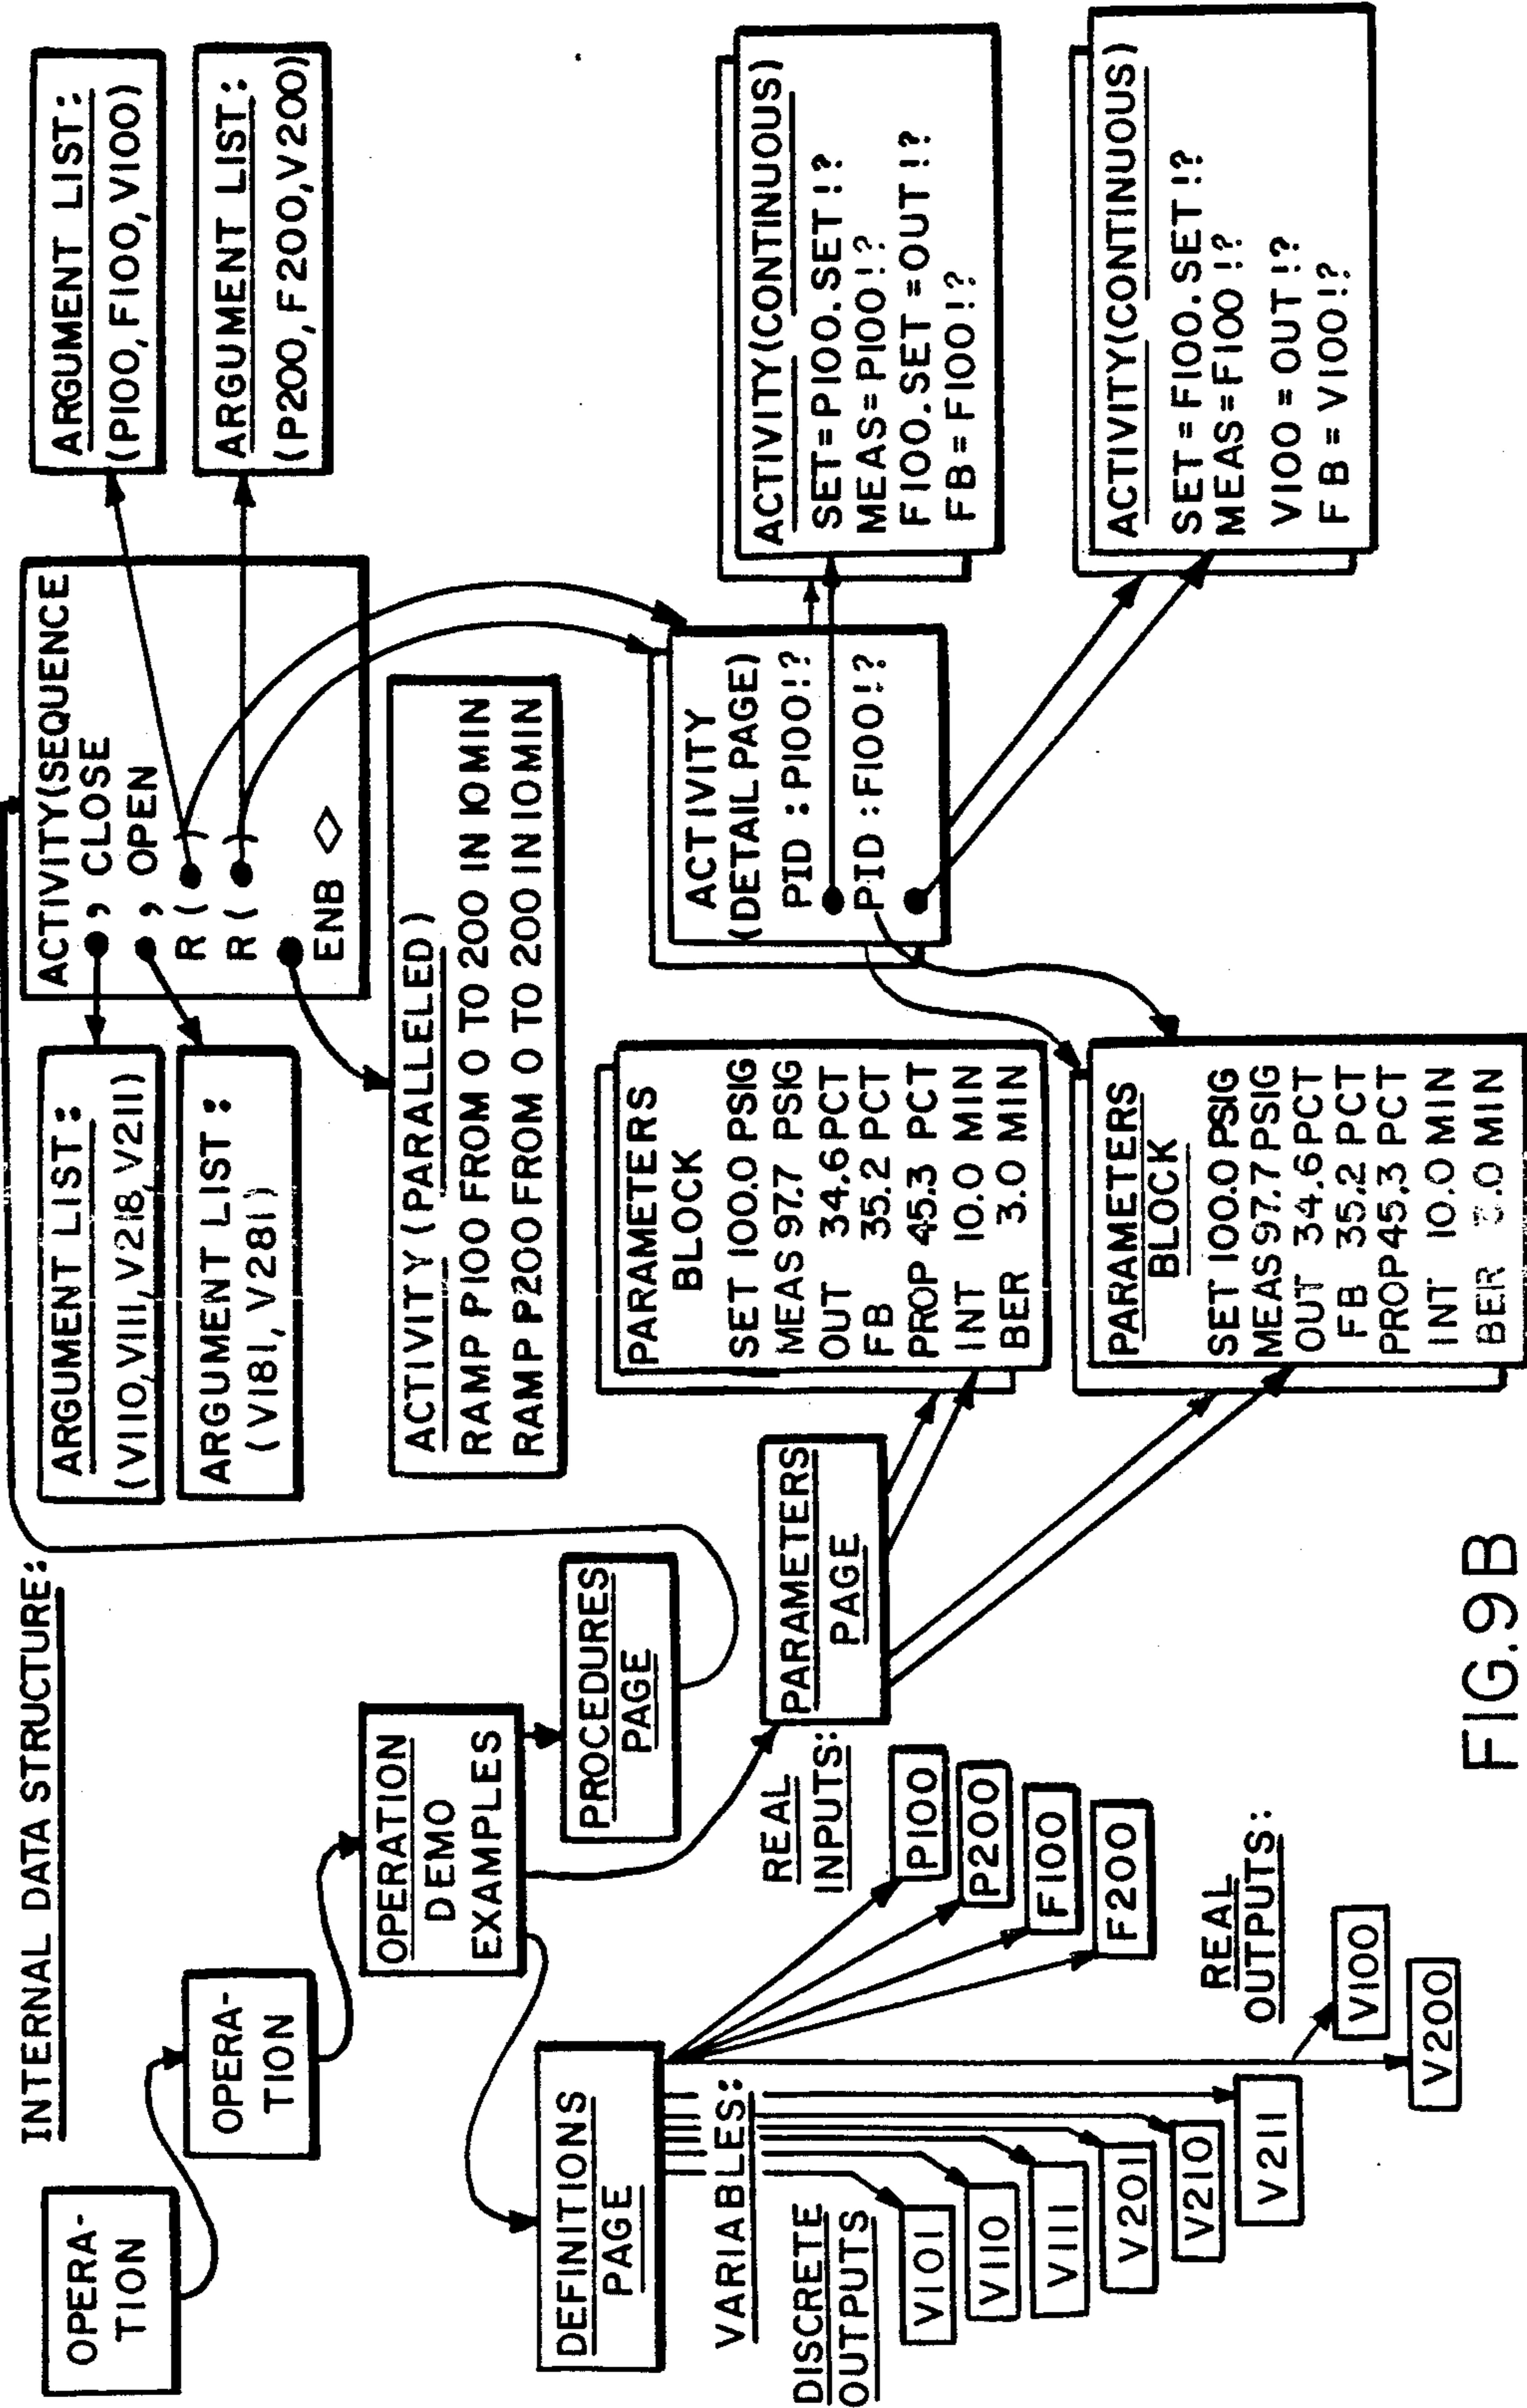 INTERNAL DATA STRUCTURE:
OPERA-
TION
OPERA-
TION
OPERATION
DEMO
EXAMPLES
DEFINITIONS
PAGE
PROCEDURES
PAGE
PARAMETERS
PAGE
VARIABLES:
DISCRETE
OUTPUTS
V101
V110
V111
V201
V210
V211
REAL
INPUTS:
P100
P200
F100
F200
REAL
OUTPUTS:
V100
V200
ARGUMENT LIST:
(V110, V111, V218, V211)
ARGUMENT LIST:
(V181, V281)
ACTIVITY(SEQUENCE
, CLOSE
, OPEN
R ( )
R ( )
ENB ◇
ARGUMENT LIST:
(P100, F100, V100)
ARGUMENT LIST:
(P200, F200, V200)
ACTIVITY (PARALLED)
RAMP P100 FROM 0 TO 200 IN 10 MIN
RAMP P200 FROM 0 TO 200 IN 10 MIN
PARAMETERS
BLOCK
SET 100.0 PSIG
MEAS 97.7 PSIG
OUT 34.6 PCT
FB 35.2 PCT
PROP 45.3 PCT
INT 10.0 MIN
BER 3.0 MIN
PARAMETERS
BLOCK
SET 100.0 PSIG
MEAS 97.7 PSIG
OUT 34.6 PCT
FB 35.2 PCT
PROP 45.3 PCT
INT 10.0 MIN
BER 3.0 MIN
ACTIVITY
(DETAIL PAGE)
PID : P100!?
PID : F100!?
ACTIVITY(CONTINUOUS)
SET=P100.SET!?
MEAS=P100!?
F100.SET=OUT!?
FB=F100!?
ACTIVITY(CONTINUOUS)
SET=F100.SET!?
MEAS=F100!?
V100=OUT!?
FB=V100!?
FIG.9B